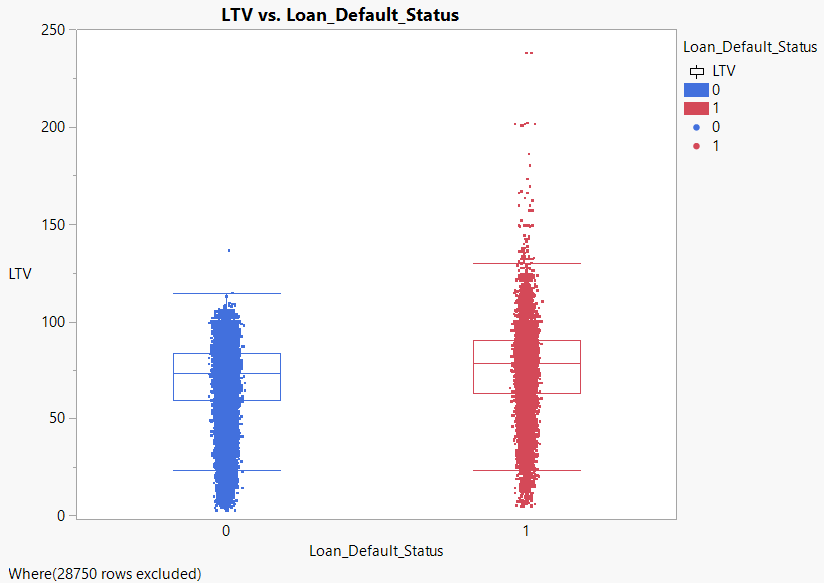 LTV vs. Loan_Default_Status
250
200
150
100
50
0
LTV
0
1
Loan_Default_Status
Loan_Default_Status
LTV
0
1
0
1
Where(28750 rows excluded)